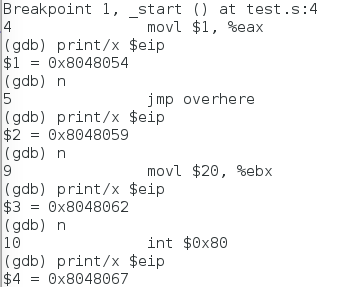 Breakpoint 1, _start () at test.s:4
4               movl $1, %eax
(gdb) print/x $eip
$1 = 0x8048054
(gdb) n
5               jmp overhere
(gdb) print/x $eip
$2 = 0x8048059
(gdb) n
9               movl $20, %ebx
(gdb) print/x $eip
$3 = 0x8048062
(gdb) n
10              int $0x80
(gdb) print/x $eip
$4 = 0x8048067